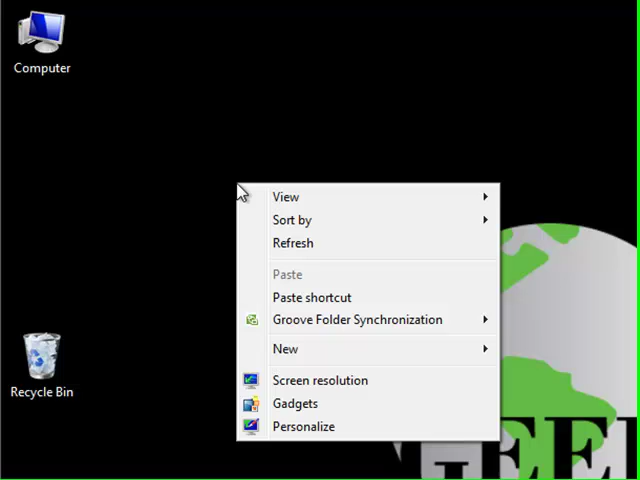 Computer
View
Sort by
Refresh
Paste
Paste shortcut
Groove Folder Synchronization
New
Screen resolution
Gadgets
Personalize
Recycle Bin